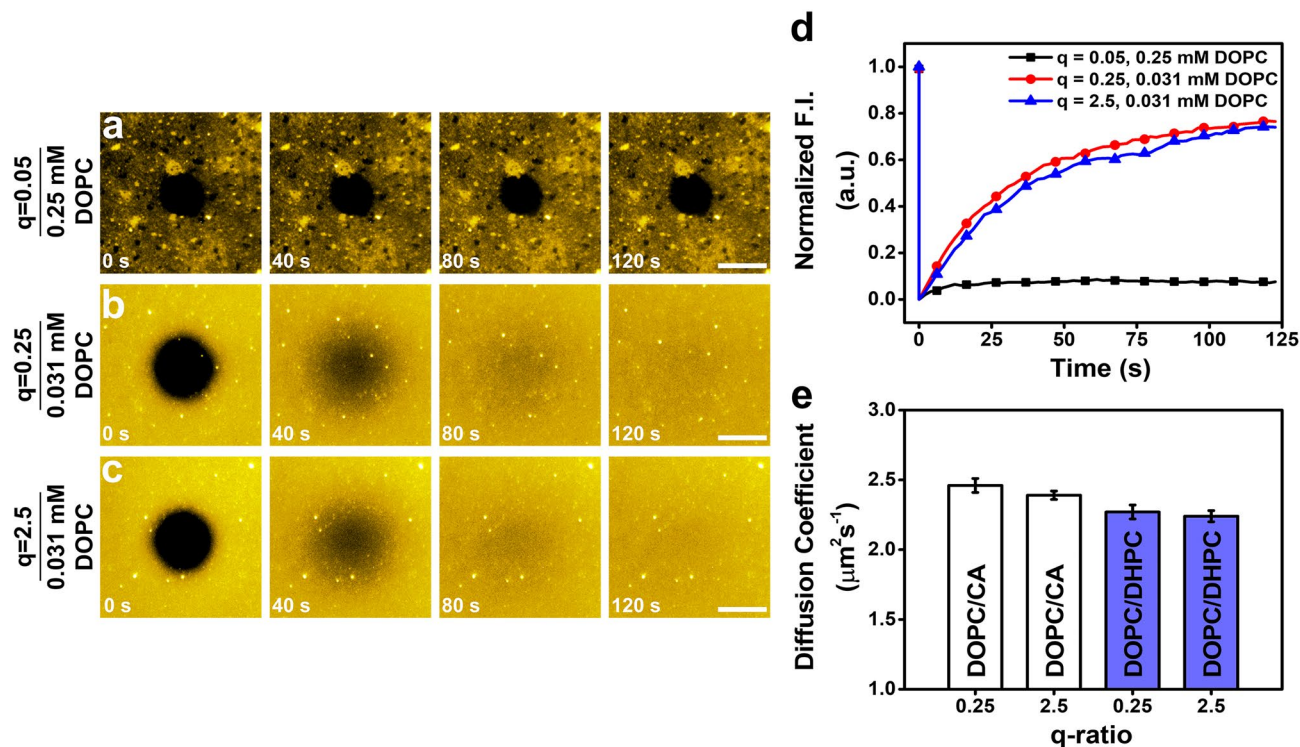 a
q=0.05
0.25 mM
DOPC
0 s
40 s
80 s
120 s
b
q=0.25
0.031 mM
DOPC
0 s
40 s
80 s
120 s
c
q=2.5
0.031 mM
DOPC
0 s
40 s
80 s
120 s
d
Normalized F.I.
(a.u.)
1.0
0.8
0.6
0.4
0.2
0.0
q = 0.05, 0.25 mM DOPC
q = 0.25, 0.031 mM DOPC
q = 2.5, 0.031 mM DOPC
0 25 50 75 100 125
Time (s)
e
Diffusion Coefficient
(μm²s⁻¹)
3.0
2.5
2.0
1.5
1.0
DOPC/CA
DOPC/CA
DOPC/DHPC
DOPC/DHPC
0.25 2.5 0.25 2.5
q-ratio